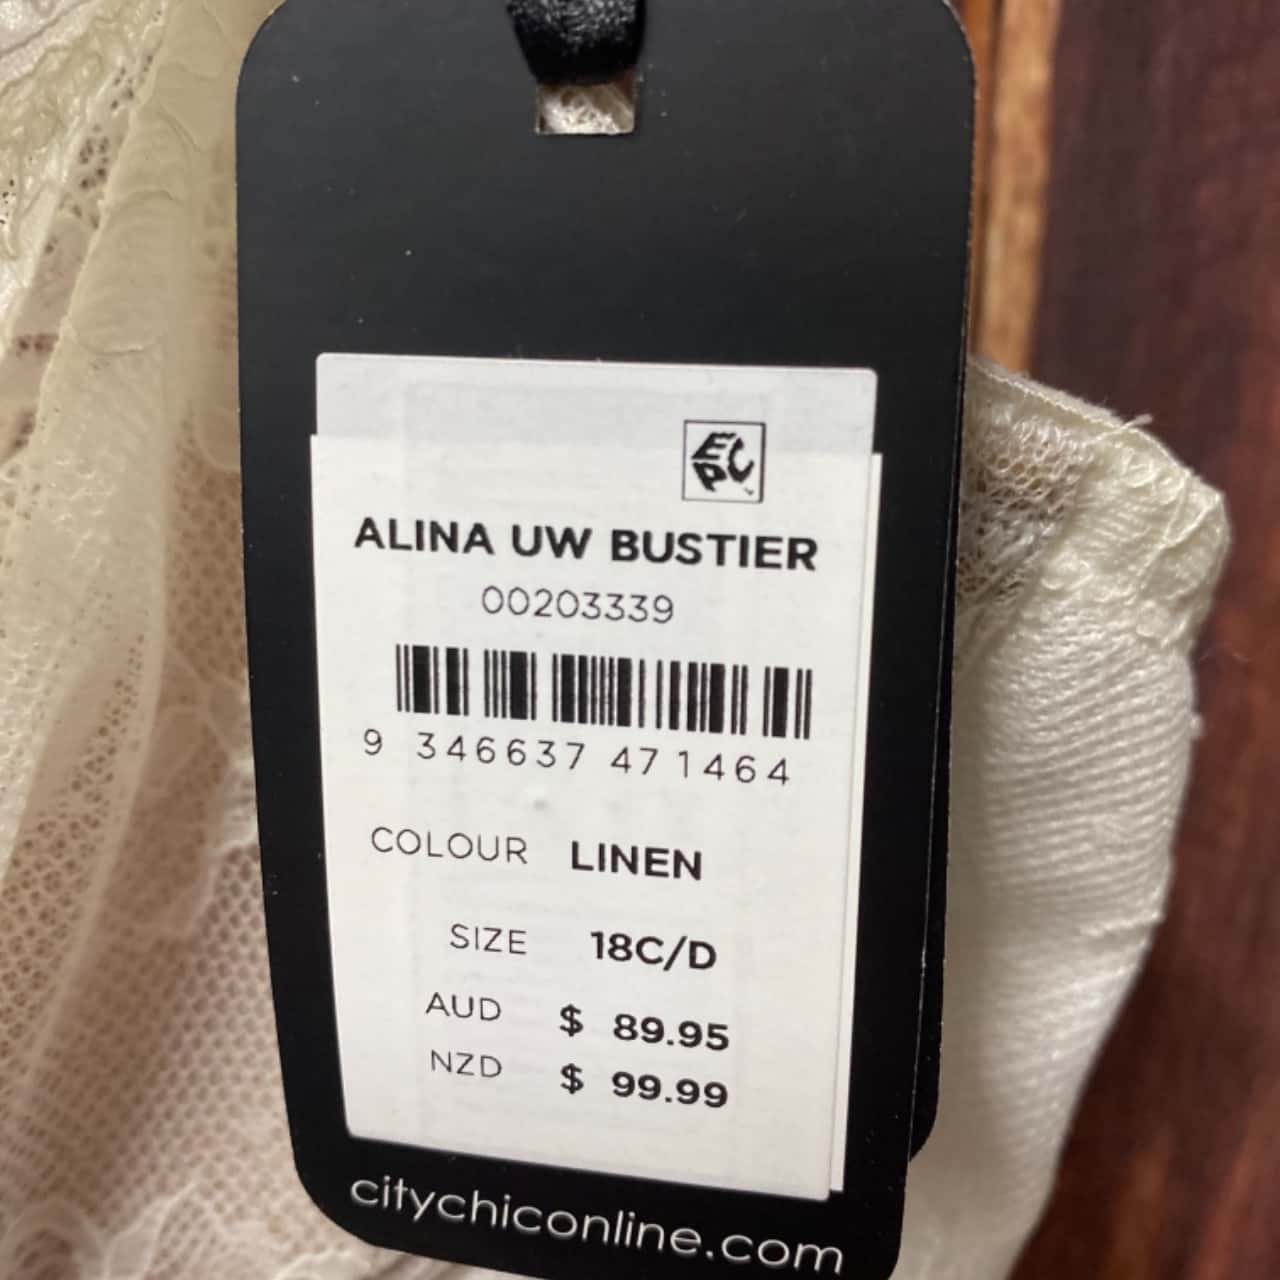 EPC
ALINA UW BUSTIER
00203339
9 346637 471464
COLOUR LINEN
SIZE 18C/D
AUD $ 89.95
NZD $ 99.99
citychiconline.com